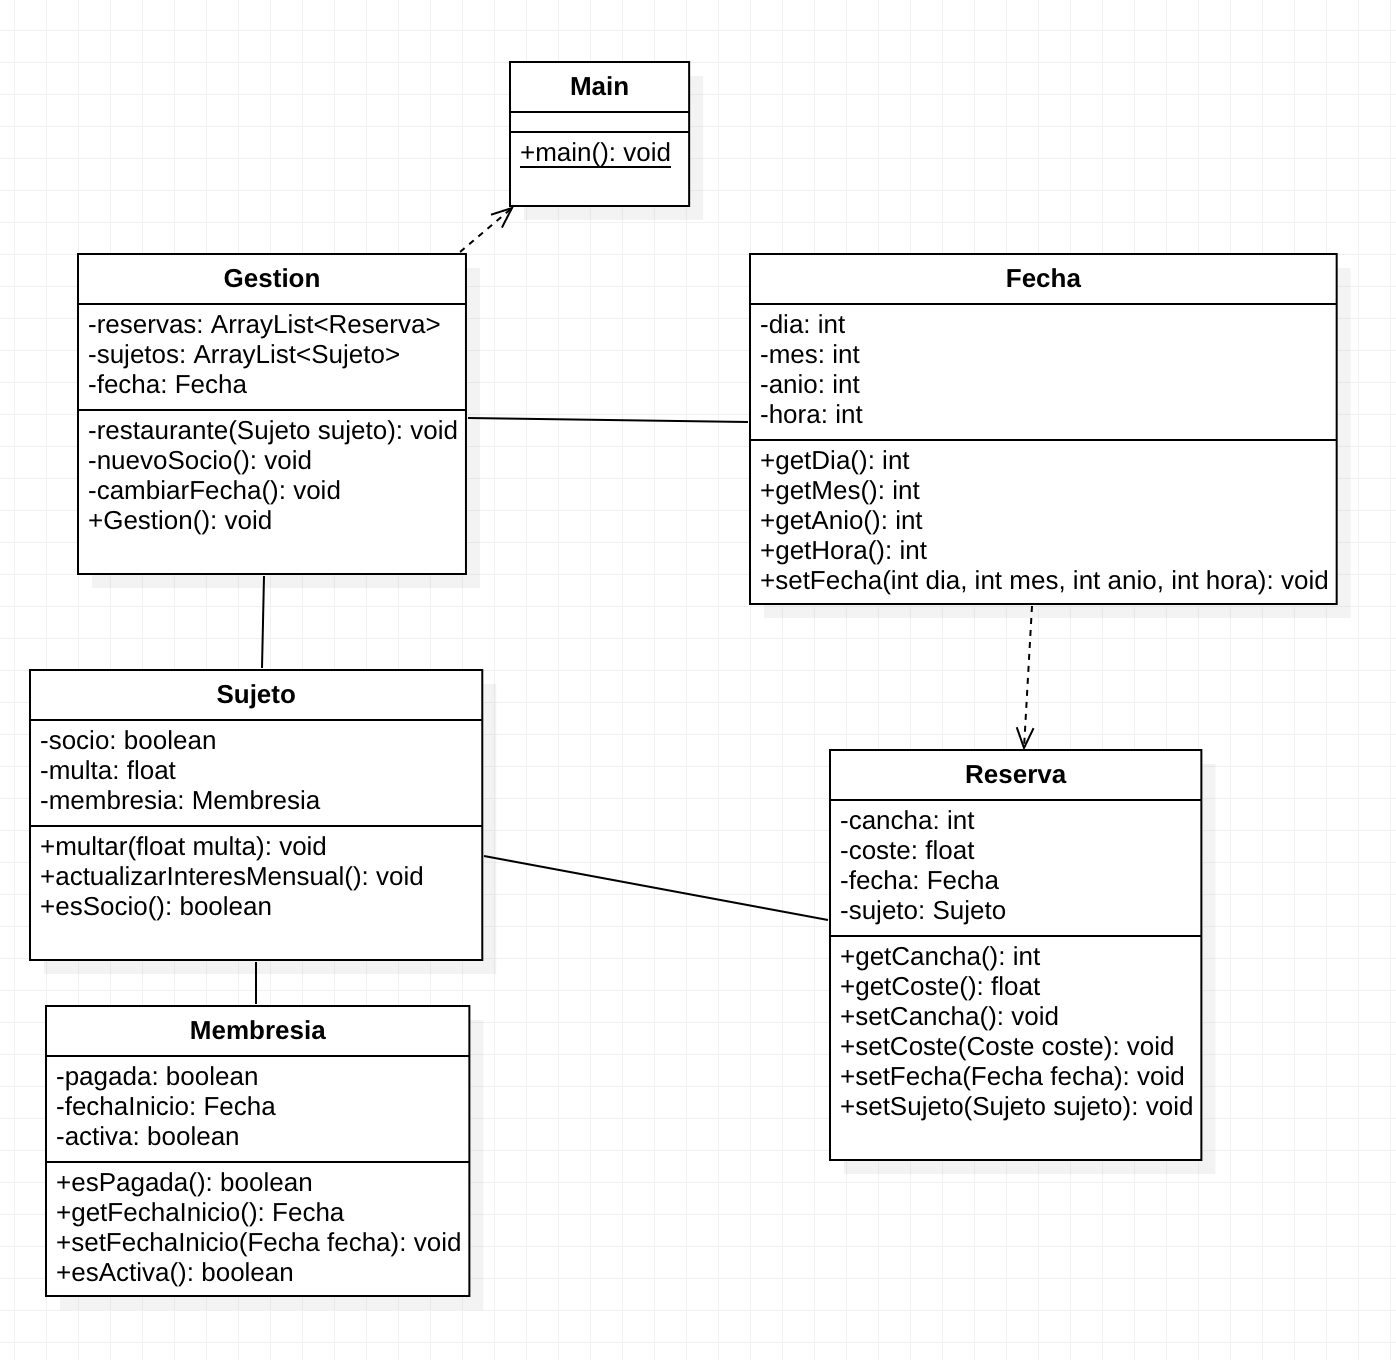 Main
+main(): void
Gestion
-reservas: ArrayList<Reserva>
-sujetos: ArrayList<Sujeto>
-fecha: Fecha
-restaurante(Sujeto sujeto): void
-nuevoSocio(): void
-cambiarFecha(): void
+Gestion(): void
Fecha
-dia: int
-mes: int
-anio: int
-hora: int
+getDia(): int
+getMes(): int
+getAnio(): int
+getHora(): int
+setFecha(int dia, int mes, int anio, int hora): void
Sujeto
-socio: boolean
-multa: float
-membresia: Membresia
+multar(float multa): void
+actualizarInteresMensual(): void
+esSocio(): boolean
Reserva
-cancha: int
-coste: float
-fecha: Fecha
-sujeto: Sujeto
+getCancha(): int
+getCoste(): float
+setCancha(): void
+setCoste(Coste coste): void
+setFecha(Fecha fecha): void
+setSujeto(Sujeto sujeto): void
Membresia
-pagada: boolean
-fechaInicio: Fecha
-activa: boolean
+esPagada(): boolean
+getFechaInicio(): Fecha
+setFechaInicio(Fecha fecha): void
+esActiva(): boolean